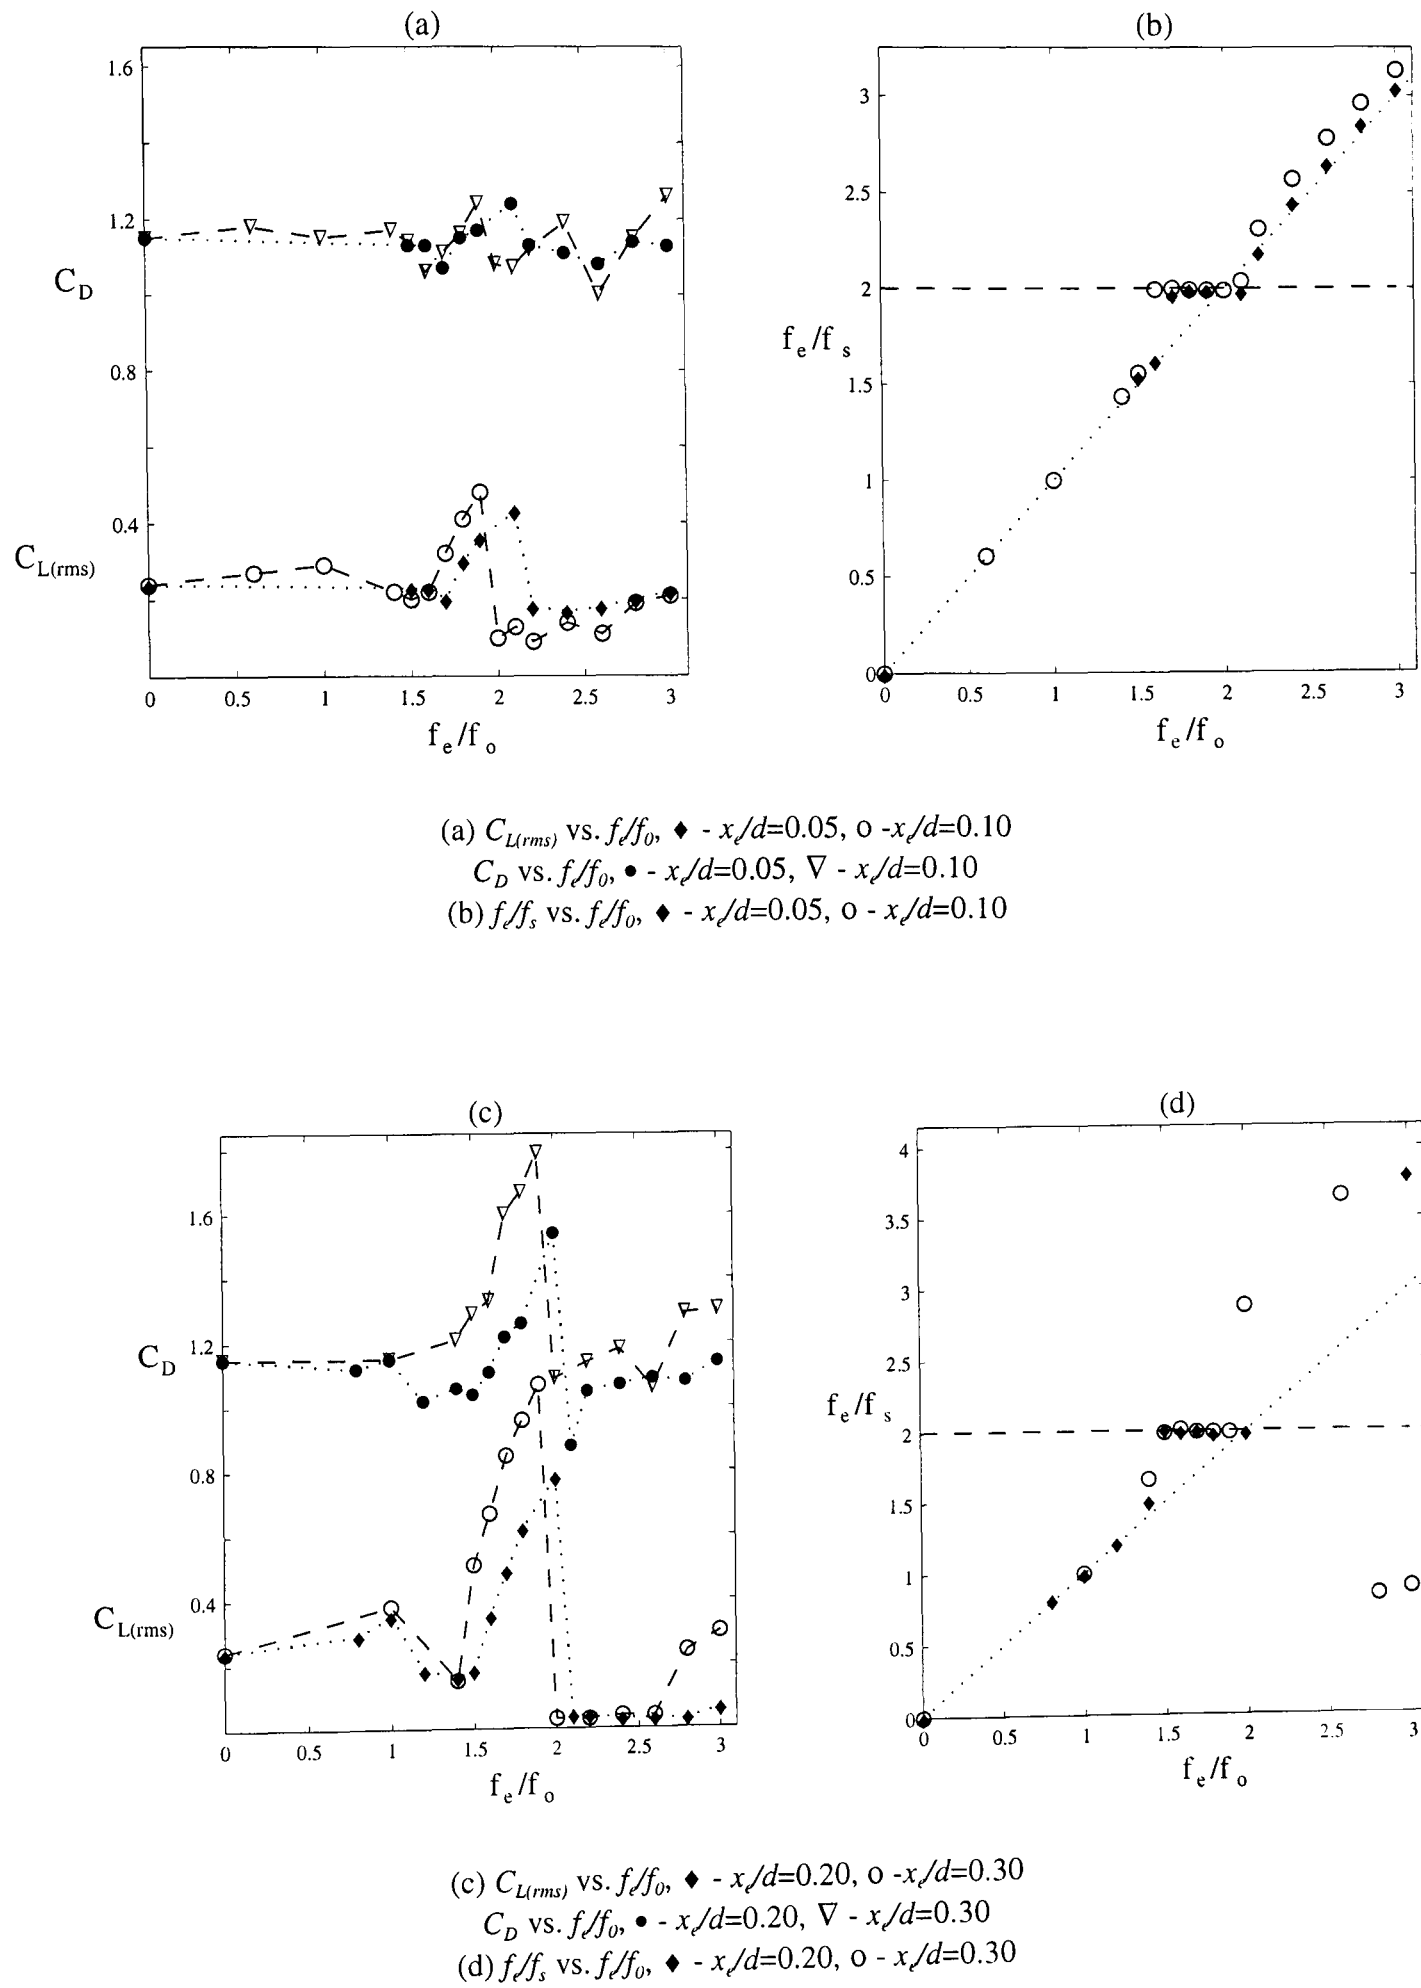 (a)
1.6
1.2
C_D
0.8
0.4
C_L(rms)
0 0.5 1 1.5 2 2.5 3
f_e/f_o
(b)
3
2.5
2
f_e/f_s
1.5
1
0.5
0
0 0.5 1 1.5 2 2.5 3
f_e/f_o
(a) C_L(rms) vs. f_e/f_0, ♦ - x_e/d=0.05, o -x_e/d=0.10
C_D vs. f_e/f_0, • - x_e/d=0.05, ∇ - x_e/d=0.10
(b) f_e/f_s vs. f_e/f_0, ♦ - x_e/d=0.05, o - x_e/d=0.10
(c)
1.6
1.2
C_D
0.8
0.4
C_L(rms)
0 0.5 1 1.5 2 2.5 3
f_e/f_o
(d)
4
3.5
3
2.5
f_e/f_s
2
1.5
1
0.5
0
0 0.5 1 1.5 2 2.5 3
f_e/f_o
(c) C_L(rms) vs. f_e/f_0, ♦ - x_e/d=0.20, o -x_e/d=0.30
C_D vs. f_e/f_0, • - x_e/d=0.20, ∇ - x_e/d=0.30
(d) f_e/f_s vs. f_e/f_0, ♦ - x_e/d=0.20, o - x_e/d=0.30